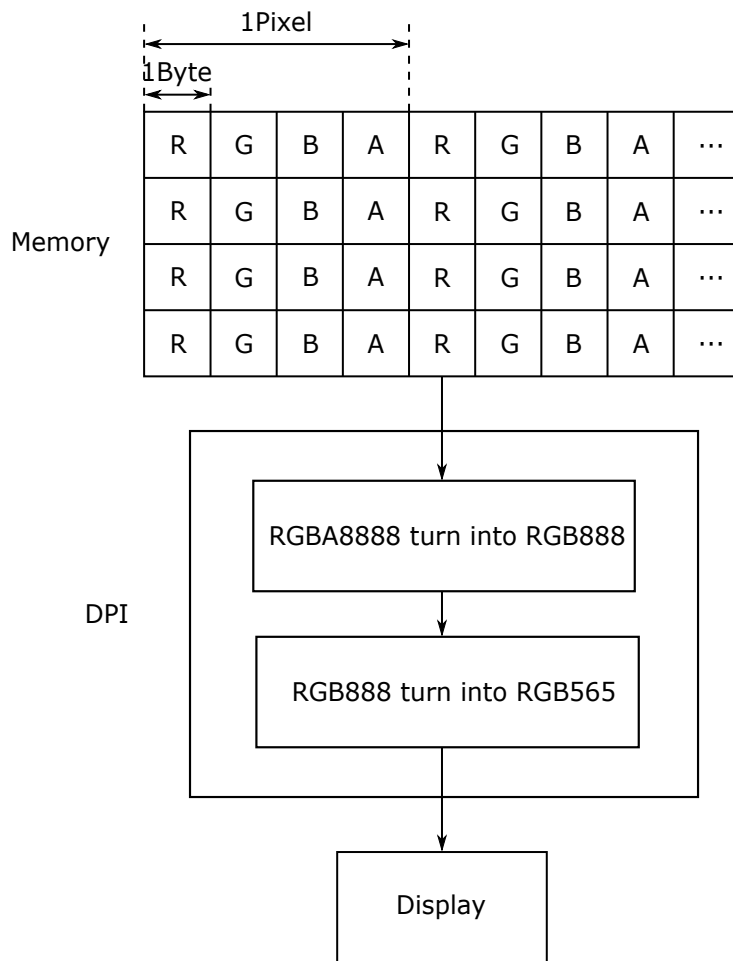 1Pixel
1Byte
R G B A R G B A ...
R G B A R G B A ...
Memory
R G B A R G B A ...
R G B A R G B A ...
RGBA8888 turn into RGB888
DPI
RGB888 turn into RGB565
Display